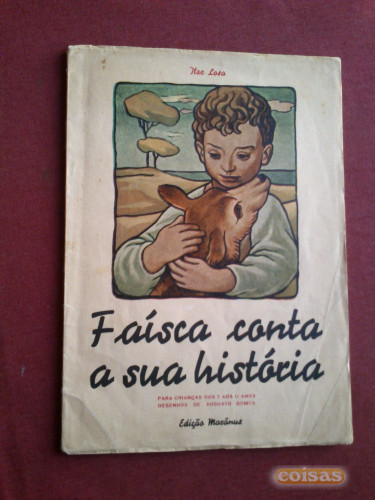 Ilse Losa
Faísca conta
a sua história
PARA CRIANÇAS DOS 7 AOS 11 ANOS
DESENHOS DE AUGUSTO GOMES
Edição Marânus
coisas